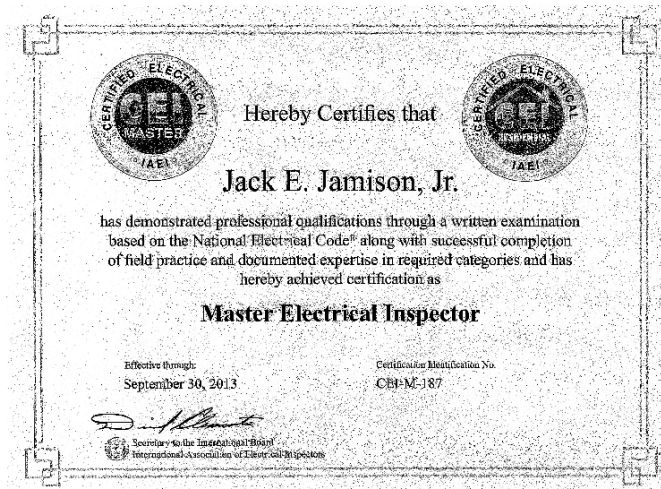 CERTIFIED ELECTRICAL
CEI
MASTER
IAEI
CERTIFIED ELECTRICAL
CEI
RESIDENTIAL
IAEI
Hereby Certifies that
Jack E. Jamison, Jr.
has demonstrated professional qualifications through a written examination
based on the National Electrical Code® along with successful completion
of field practice and documented expertise in required categories and has
hereby achieved certification as
Master Electrical Inspector
Effective through:
September 30, 2013
Certification Identification No.
CEI-M-187
Secretary to the International Board
International Association of Electrical Inspectors